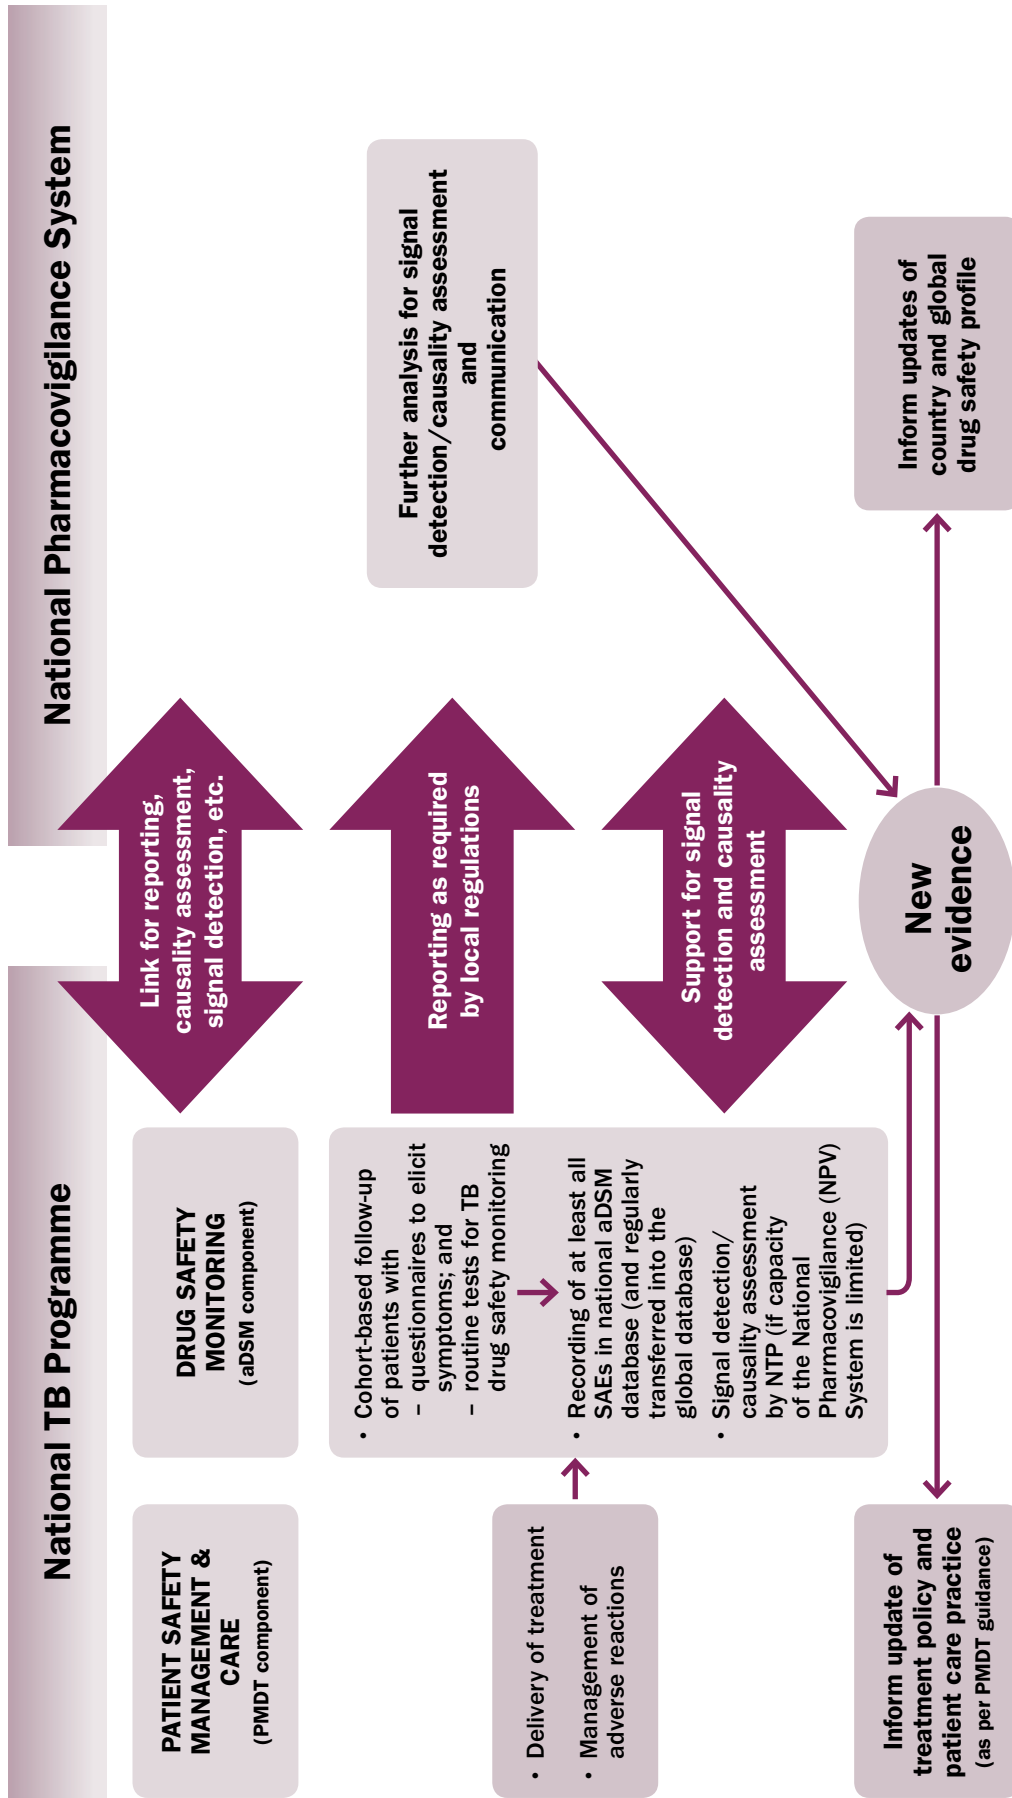 National TB Programme
National Pharmacovigilance System
PATIENT SAFETY
MANAGEMENT &
CARE
(PMDT component)
DRUG SAFETY
MONITORING
(aDSM component)
Link for reporting,
causality assessment,
signal detection, etc.
• Delivery of treatment
• Management of
adverse reactions
• Cohort-based follow-up
of patients with
– questionnaires to elicit
symptoms; and
– routine tests for TB
drug safety monitoring
• Recording of at least all
SAEs in national aDSM
database (and regularly
transferred into the
global database)
• Signal detection/
causality assessment
by NTP (if capacity
of the National
Pharmacovigilance (NPV)
System is limited)
Reporting as required
by local regulations
Support for signal
detection and causality
assessment
Further analysis for signal
detection/causality assessment
and
communication
Inform update of
treatment policy and
patient care practice
(as per PMDT guidance)
New
evidence
Inform updates of
country and global
drug safety profile